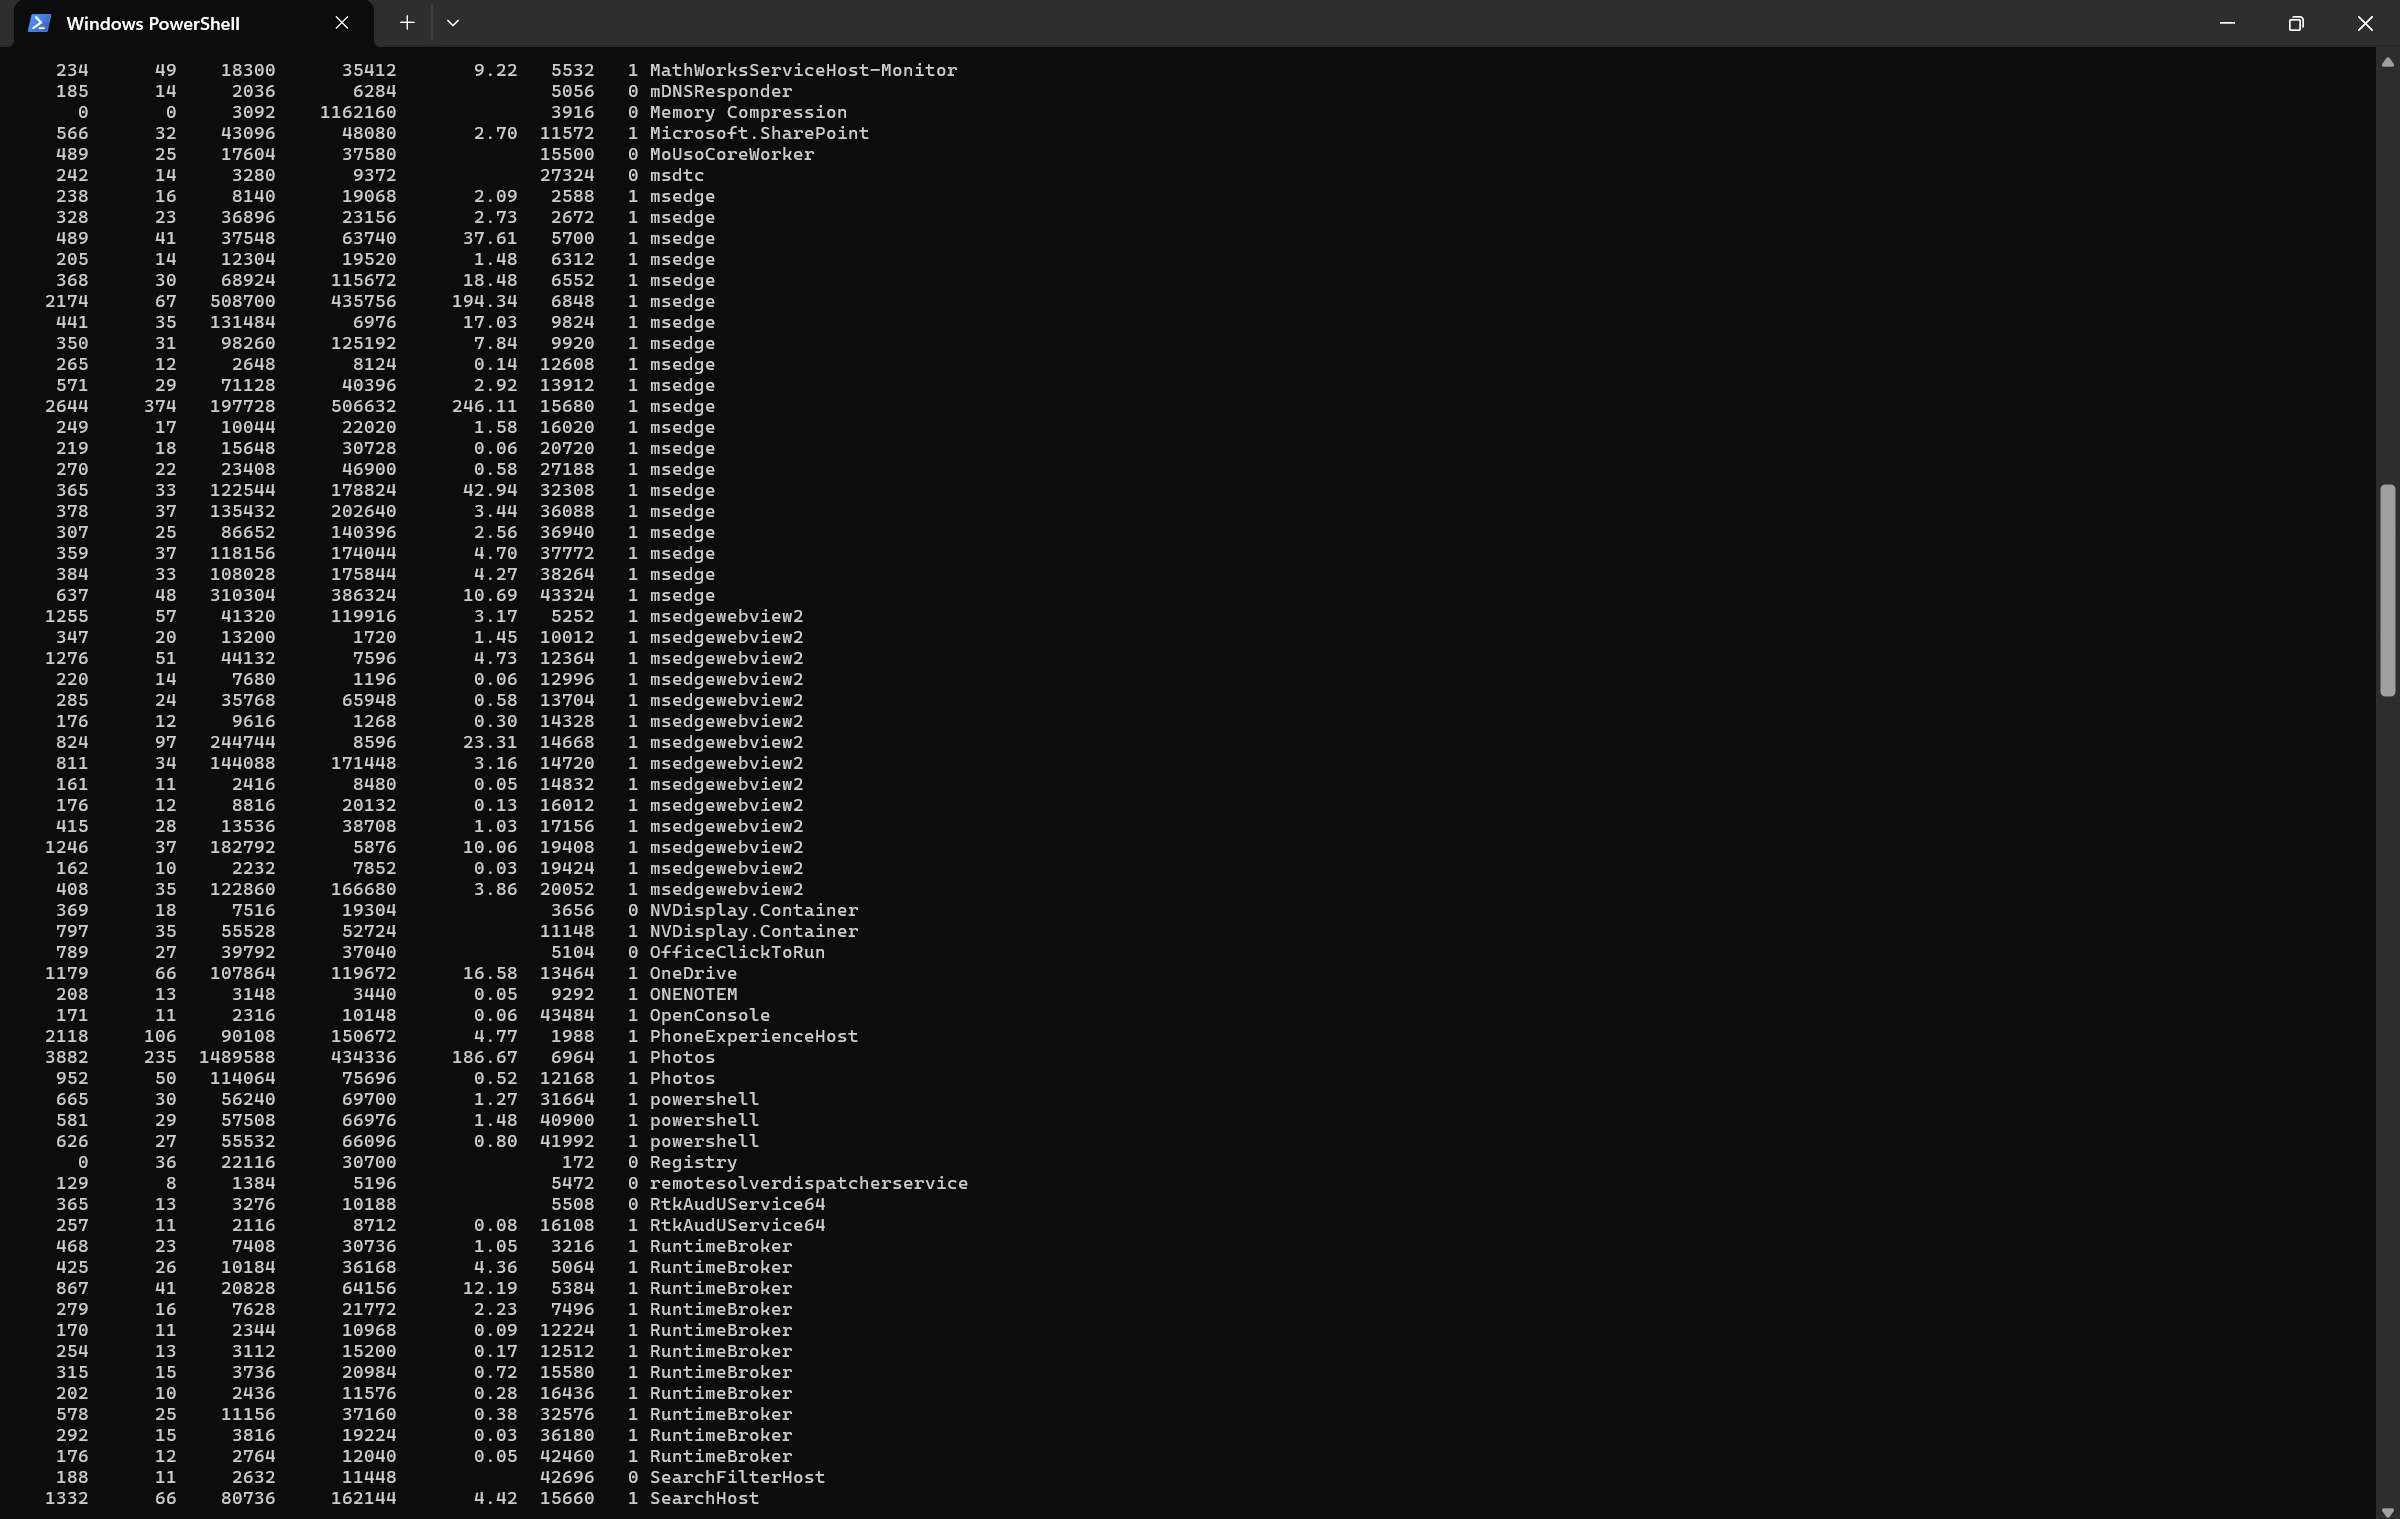 Windows PowerShell
234 49 18300 35412 9.22 5532 1 MathWorksServiceHost-Monitor
185 14 2036 6284 5056 0 mDNSResponder
0 0 3092 1162160 3916 0 Memory Compression
566 32 43096 48080 2.70 11572 1 Microsoft.SharePoint
489 25 17604 37580 15500 0 MoUsoCoreWorker
242 14 3280 9372 27324 0 msdtc
238 16 8140 19068 2.09 2588 1 msedge
328 23 36896 23156 2.73 2672 1 msedge
489 41 37548 63740 37.61 5700 1 msedge
205 14 12304 19520 1.48 6312 1 msedge
368 30 68924 115672 18.48 6552 1 msedge
2174 67 508700 435756 194.34 6848 1 msedge
441 35 131484 6976 17.03 9824 1 msedge
350 31 98260 125192 7.84 9920 1 msedge
265 12 2648 8124 0.14 12608 1 msedge
571 29 71128 40396 2.92 13912 1 msedge
2644 374 197728 506632 246.11 15680 1 msedge
249 17 10044 22020 1.58 16020 1 msedge
219 18 15648 30728 0.06 20720 1 msedge
270 22 23408 46900 0.58 27188 1 msedge
365 33 122544 178824 42.94 32308 1 msedge
378 37 135432 202640 3.44 36088 1 msedge
307 25 86652 140396 2.56 36940 1 msedge
359 37 118156 174044 4.70 37772 1 msedge
384 33 108028 175844 4.27 38264 1 msedge
637 48 310304 386324 10.69 43324 1 msedge
1255 57 41320 119916 3.17 5252 1 msedgewebview2
347 20 13200 1720 1.45 10012 1 msedgewebview2
1276 51 44132 7596 4.73 12364 1 msedgewebview2
220 14 7680 1196 0.06 12996 1 msedgewebview2
285 24 35768 65948 0.58 13704 1 msedgewebview2
176 12 9616 1268 0.30 14328 1 msedgewebview2
824 97 244744 8596 23.31 14668 1 msedgewebview2
811 34 144088 171448 3.16 14720 1 msedgewebview2
161 11 2416 8480 0.05 14832 1 msedgewebview2
176 12 8816 20132 0.13 16012 1 msedgewebview2
415 28 13536 38708 1.03 17156 1 msedgewebview2
1246 37 182792 5876 10.06 19408 1 msedgewebview2
162 10 2232 7852 0.03 19424 1 msedgewebview2
408 35 122860 166680 3.86 20052 1 msedgewebview2
369 18 7516 19304 3656 0 NVDisplay.Container
797 35 55528 52724 11148 1 NVDisplay.Container
789 27 39792 37040 5104 0 OfficeClickToRun
1179 66 107864 119672 16.58 13464 1 OneDrive
208 13 3148 3440 0.05 9292 1 ONENOTEM
171 11 2316 10148 0.06 43484 1 OpenConsole
2118 106 90108 150672 4.77 1988 1 PhoneExperienceHost
3882 235 1489588 434336 186.67 6964 1 Photos
952 50 114064 75696 0.52 12168 1 Photos
665 30 56240 69700 1.27 31664 1 powershell
581 29 57508 66976 1.48 40900 1 powershell
626 27 55532 66096 0.80 41992 1 powershell
0 36 22116 30700 172 0 Registry
129 8 1384 5196 5472 0 remotesolverdispatcherservice
365 13 3276 10188 5508 0 RtkAudUService64
257 11 2116 8712 0.08 16108 1 RtkAudUService64
468 23 7408 30736 1.05 3216 1 RuntimeBroker
425 26 10184 36168 4.36 5064 1 RuntimeBroker
867 41 20828 64156 12.19 5384 1 RuntimeBroker
279 16 7628 21772 2.23 7496 1 RuntimeBroker
170 11 2344 10968 0.09 12224 1 RuntimeBroker
254 13 3112 15200 0.17 12512 1 RuntimeBroker
315 15 3736 20984 0.72 15580 1 RuntimeBroker
202 10 2436 11576 0.28 16436 1 RuntimeBroker
578 25 11156 37160 0.38 32576 1 RuntimeBroker
292 15 3816 19224 0.03 36180 1 RuntimeBroker
176 12 2764 12040 0.05 42460 1 RuntimeBroker
188 11 2632 11448 42696 0 SearchFilterHost
1332 66 80736 162144 4.42 15660 1 SearchHost